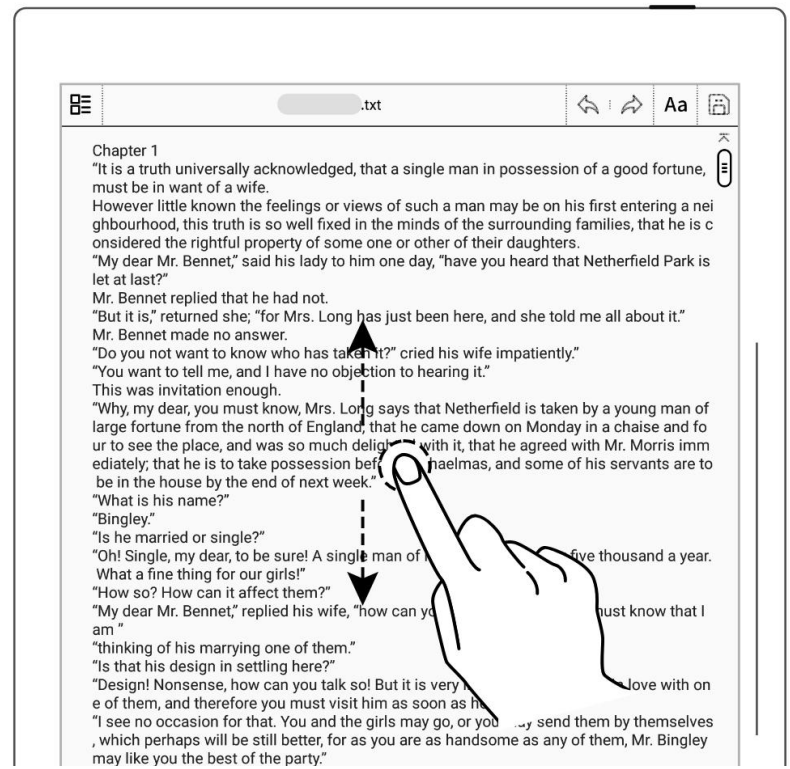 .txt
Aa
Chapter 1
“It is a truth universally acknowledged, that a single man in possession of a good fortune,
must be in want of a wife.
However little known the feelings or views of such a man may be on his first entering a nei
ghbourhood, this truth is so well fixed in the minds of the surrounding families, that he is c
onsidered the rightful property of some one or other of their daughters.
“My dear Mr. Bennet,” said his lady to him one day, “have you heard that Netherfield Park is
let at last?”
Mr. Bennet replied that he had not.
“But it is,” returned she; “for Mrs. Long has just been here, and she told me all about it.”
Mr. Bennet made no answer.
“Do you not want to know who has taken it?” cried his wife impatiently.”
“You want to tell me, and I have no objection to hearing it.”
This was invitation enough.
“Why, my dear, you must know, Mrs. Long says that Netherfield is taken by a young man of
large fortune from the north of England; that he came down on Monday in a chaise and fo
ur to see the place, and was so much delighted with it, that he agreed with Mr. Morris imm
ediately; that he is to take possession haelmas, and some of his servants are to
be in the house by the end of next week.”
“What is his name?”
“Bingley.”
“Is he married or single?”
“Oh! Single, my dear, to be sure! A single man of five thousand a year.
What a fine thing for our girls!”
“How so? How can it affect them?”
“My dear Mr. Bennet,” replied his wife, “how can must know that I
am ”
“thinking of his marrying one of them.”
“Is that his design in settling here?”
“Design! Nonsense, how can you talk so! But it is very love with on
e of them, and therefore you must visit him as soon as
“I see no occasion for that. You and the girls may go, or you may send them by themselves
, which perhaps will be still better, for as you are as handsome as any of them, Mr. Bingley
may like you the best of the party.”